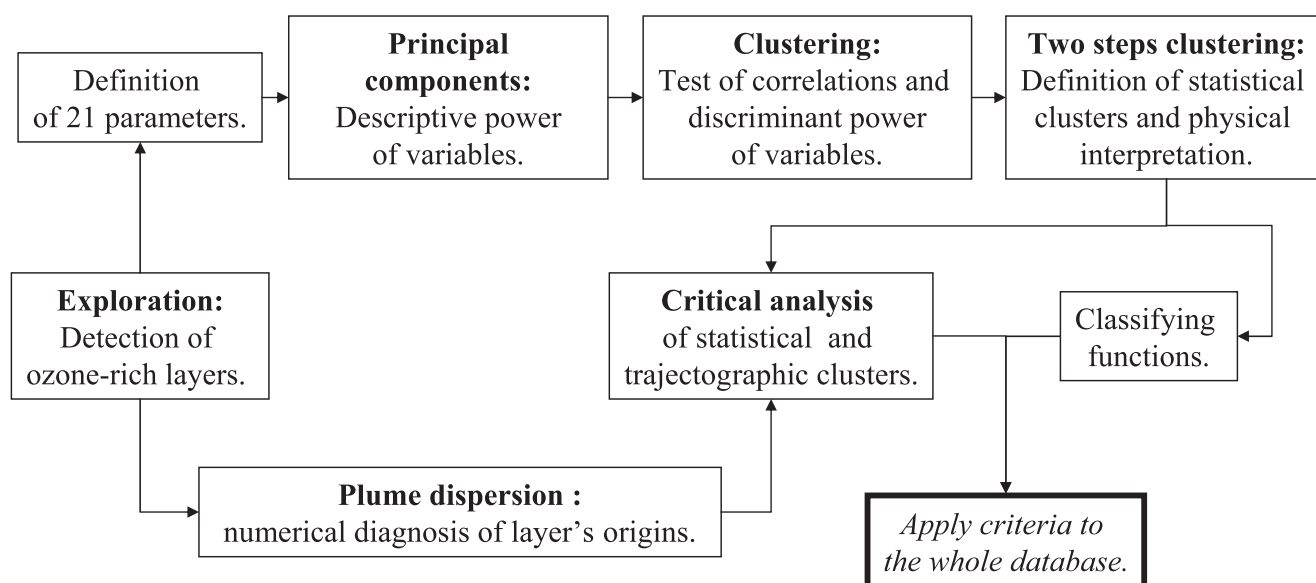 Definition
of 21 parameters.
Principal
components:
Descriptive power
of variables.
Clustering:
Test of correlations and
discriminant power
of variables.
Two steps clustering:
Definition of statistical
clusters and physical
interpretation.
Exploration:
Detection of
ozone-rich layers.
Critical analysis
of statistical and
trajectographic clusters.
Classifying
functions.
Plume dispersion :
numerical diagnosis of layer’s origins.
Apply criteria to
the whole database.